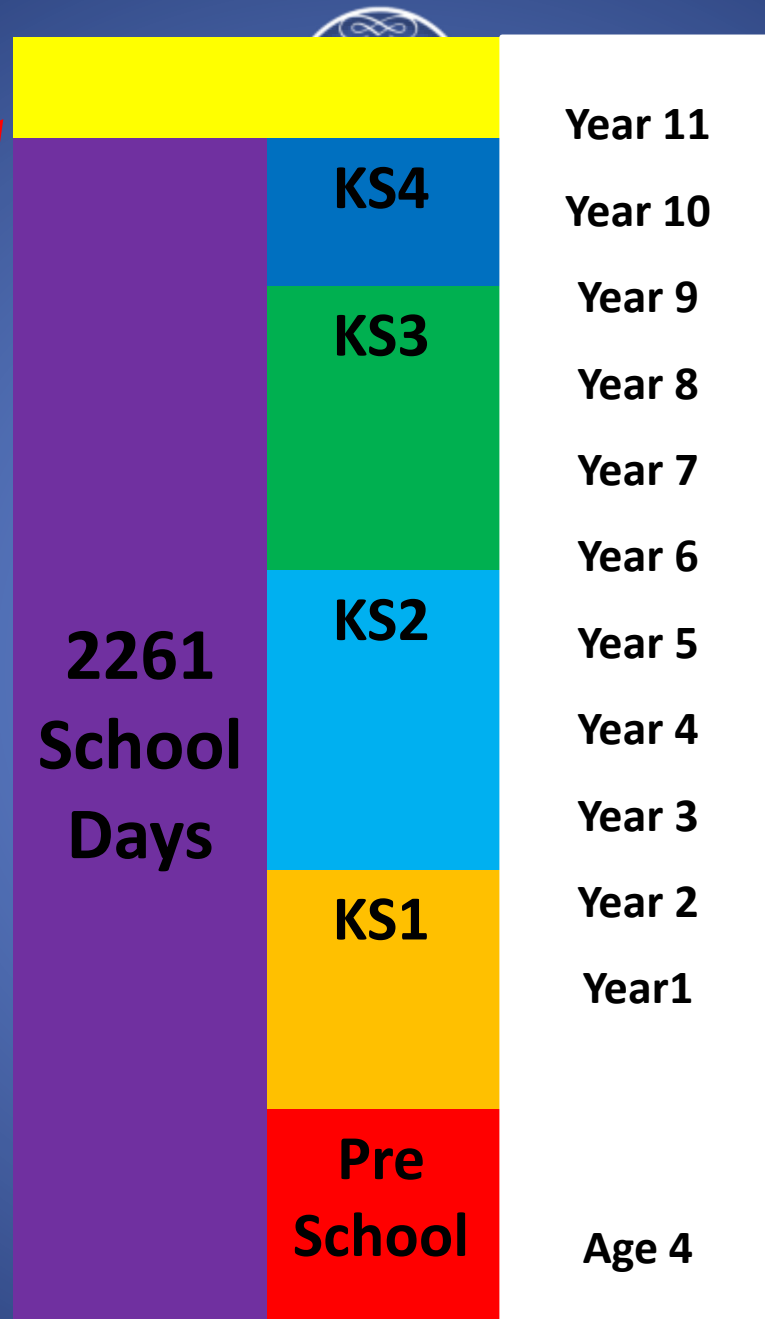 2261
School
Days
KS4
KS3
KS2
KS1
Pre
School
Year 11
Year 10
Year 9
Year 8
Year 7
Year 6
Year 5
Year 4
Year 3
Year 2
Year1
Age 4